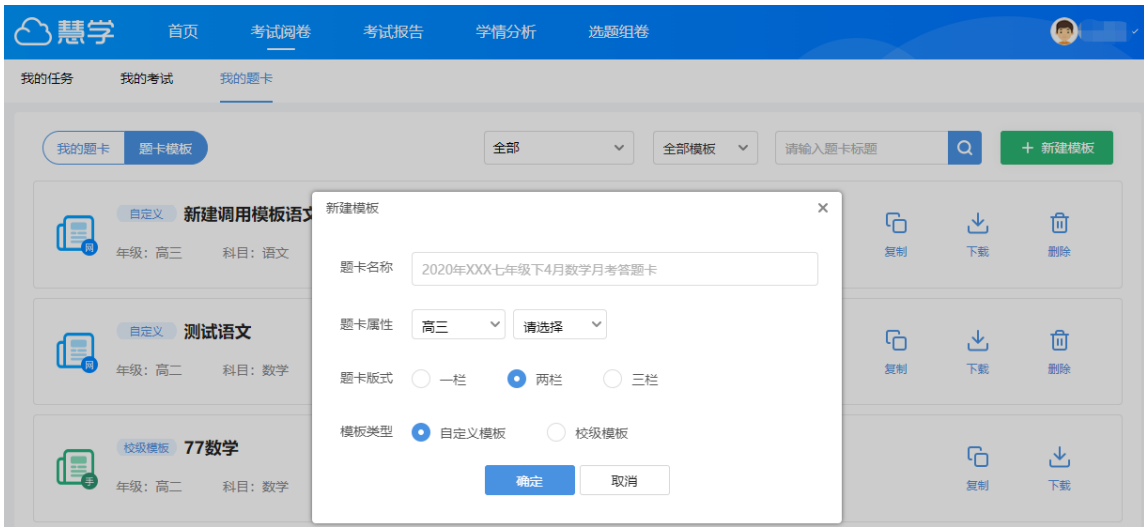 慧学 首页 考试阅卷 考试报告 学情分析 选题组卷
我的任务 我的考试 我的题卡
我的题卡 题卡模板 全部 全部模板 请输入题卡标题 + 新建模板
自定义 新建调用模板语文
年级：高三 科目：语文
网
复制 下载 删除
自定义 测试语文
年级：高二 科目：数学
网
复制 下载 删除
校级模板 77数学
年级：高二 科目：数学
手
复制 下载
新建模板 ×
题卡名称 2020年XXX七年级下4月数学月考答题卡
题卡属性 高三 请选择
题卡版式 一栏 两栏 三栏
模板类型 自定义模板 校级模板
确定 取消